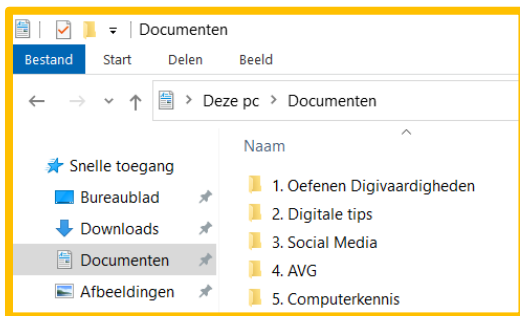 Documenten
Bestand Start Delen Beeld
Deze pc > Documenten
Naam
Snelle toegang
Bureaublad
Downloads
Documenten
Afbeeldingen
1. Oefenen Digivaardigheden
2. Digitale tips
3. Social Media
4. AVG
5. Computerkennis